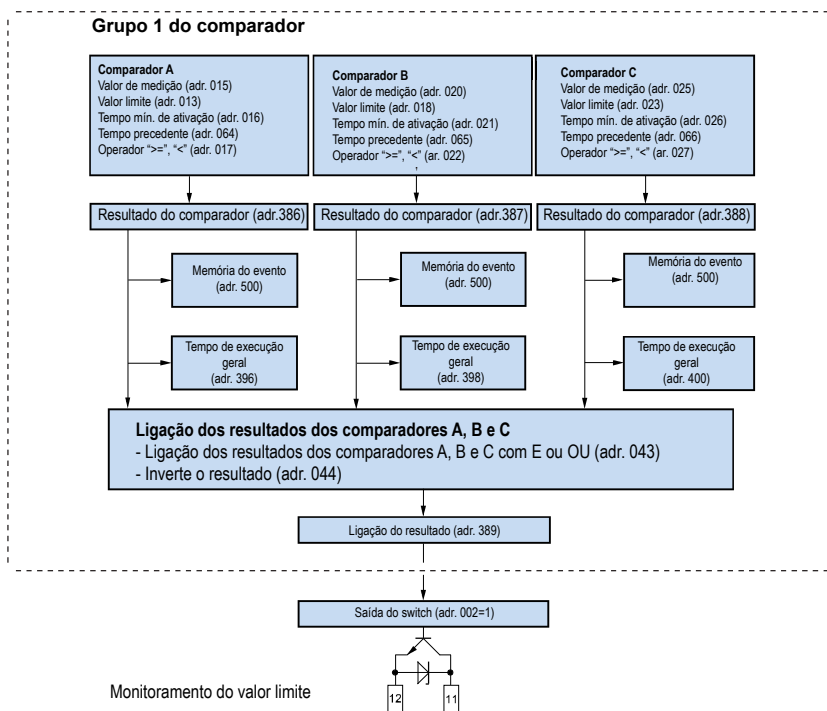 Grupo 1 do comparador
Comparador A
Valor de medição (adr. 015)
Valor limite (adr. 013)
Tempo mín. de ativação (adr. 016)
Tempo precedente (adr. 064)
Operador “>=”, “<” (adr. 017)
Comparador B
Valor de medição (adr. 020)
Valor limite (adr. 018)
Tempo mín. de ativação (adr. 021)
Tempo precedente (adr. 065)
Operador “>=”, “<” (ar. 022)
,
Comparador C
Valor de medição (adr. 025)
Valor limite (adr. 023)
Tempo mín. de ativação (adr. 026)
Tempo precedente (adr. 066)
Operador “>=”, “<” (ar. 027)
Resultado do comparador (adr.386)
Resultado do comparador (adr.387)
Resultado do comparador (adr.388)
Memória do evento
(adr. 500)
Memória do evento
(adr. 500)
Memória do evento
(adr. 500)
Tempo de execução
geral
(adr. 396)
Tempo de execução
geral
(adr. 398)
Tempo de execução
geral
(adr. 400)
Ligação dos resultados dos comparadores A, B e C
- Ligação dos resultados dos comparadores A, B e C com E ou OU (adr. 043)
- Inverte o resultado (adr. 044)
Ligação do resultado (adr. 389)
Saída do switch (adr. 002=1)
Monitoramento do valor limite
12
11